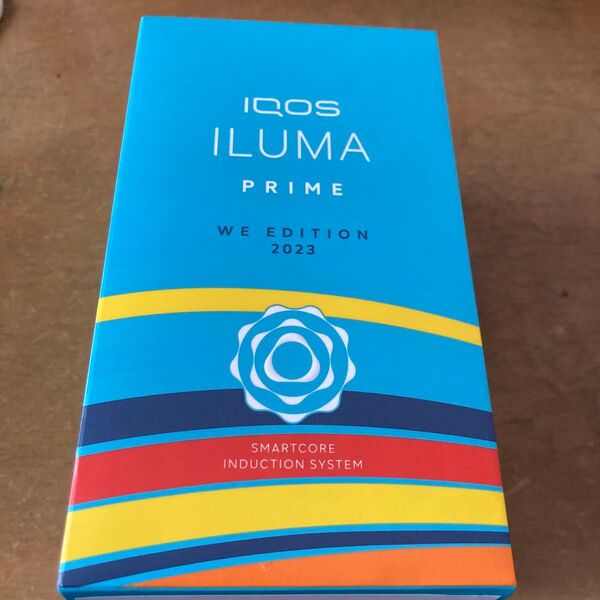 IQOS
ILUMA
PRIME
WE EDITION
2023
SMARTCORE
INDUCTION SYSTEM